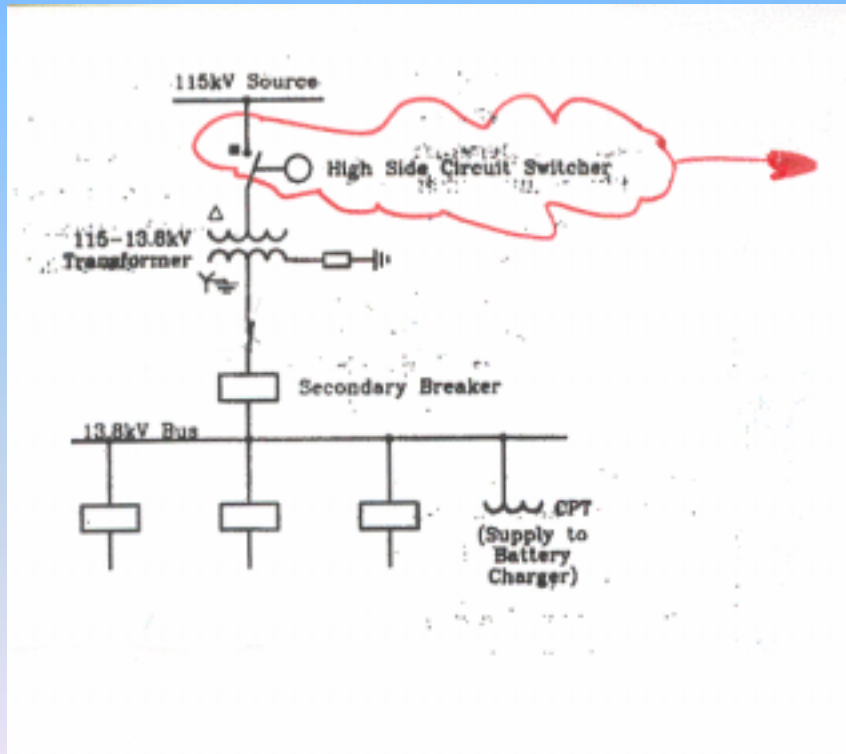 115kV Source
High Side Circuit Switcher
115-13.8kV
Transformer
Secondary Breaker
13.8kV Bus
CPT
(Supply to
Battery
Charger)